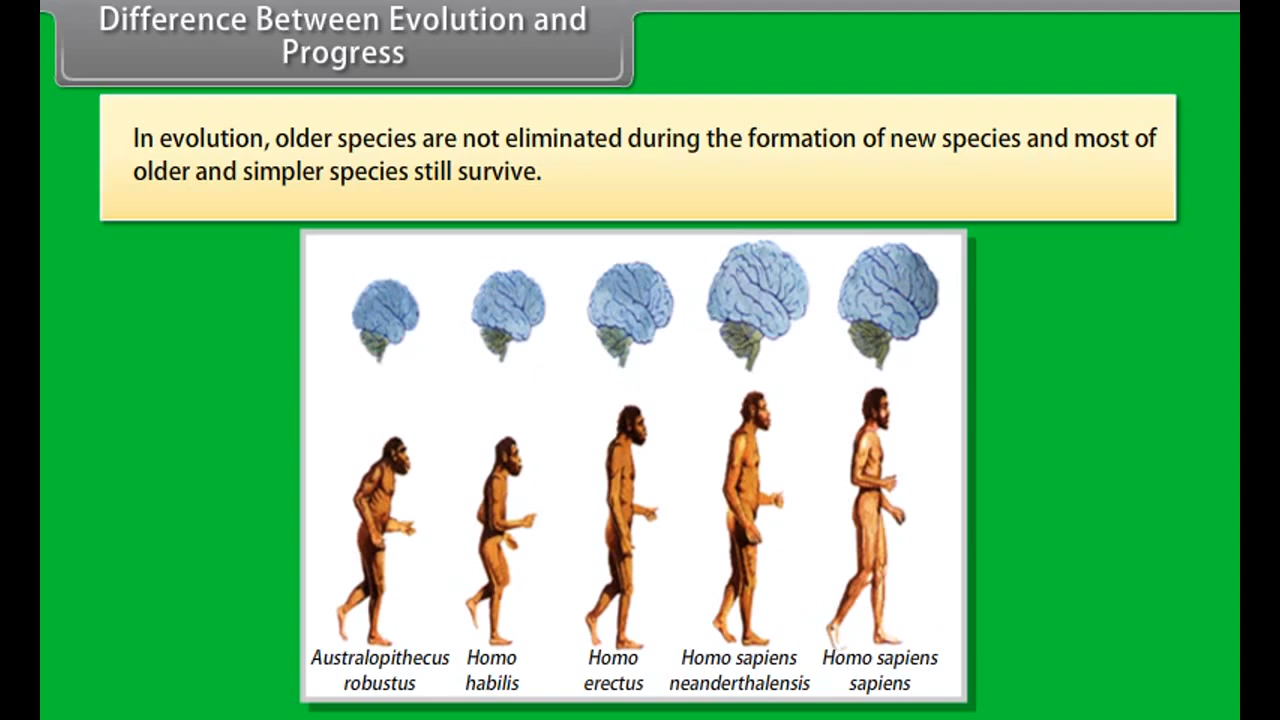 Difference Between Evolution and
Progress
In evolution, older species are not eliminated during the formation of new species and most of
older and simpler species still survive.
Australopithecus Homo Homo Homo sapiens Homo sapiens
robustus habilis erectus neanderthalensis sapiens